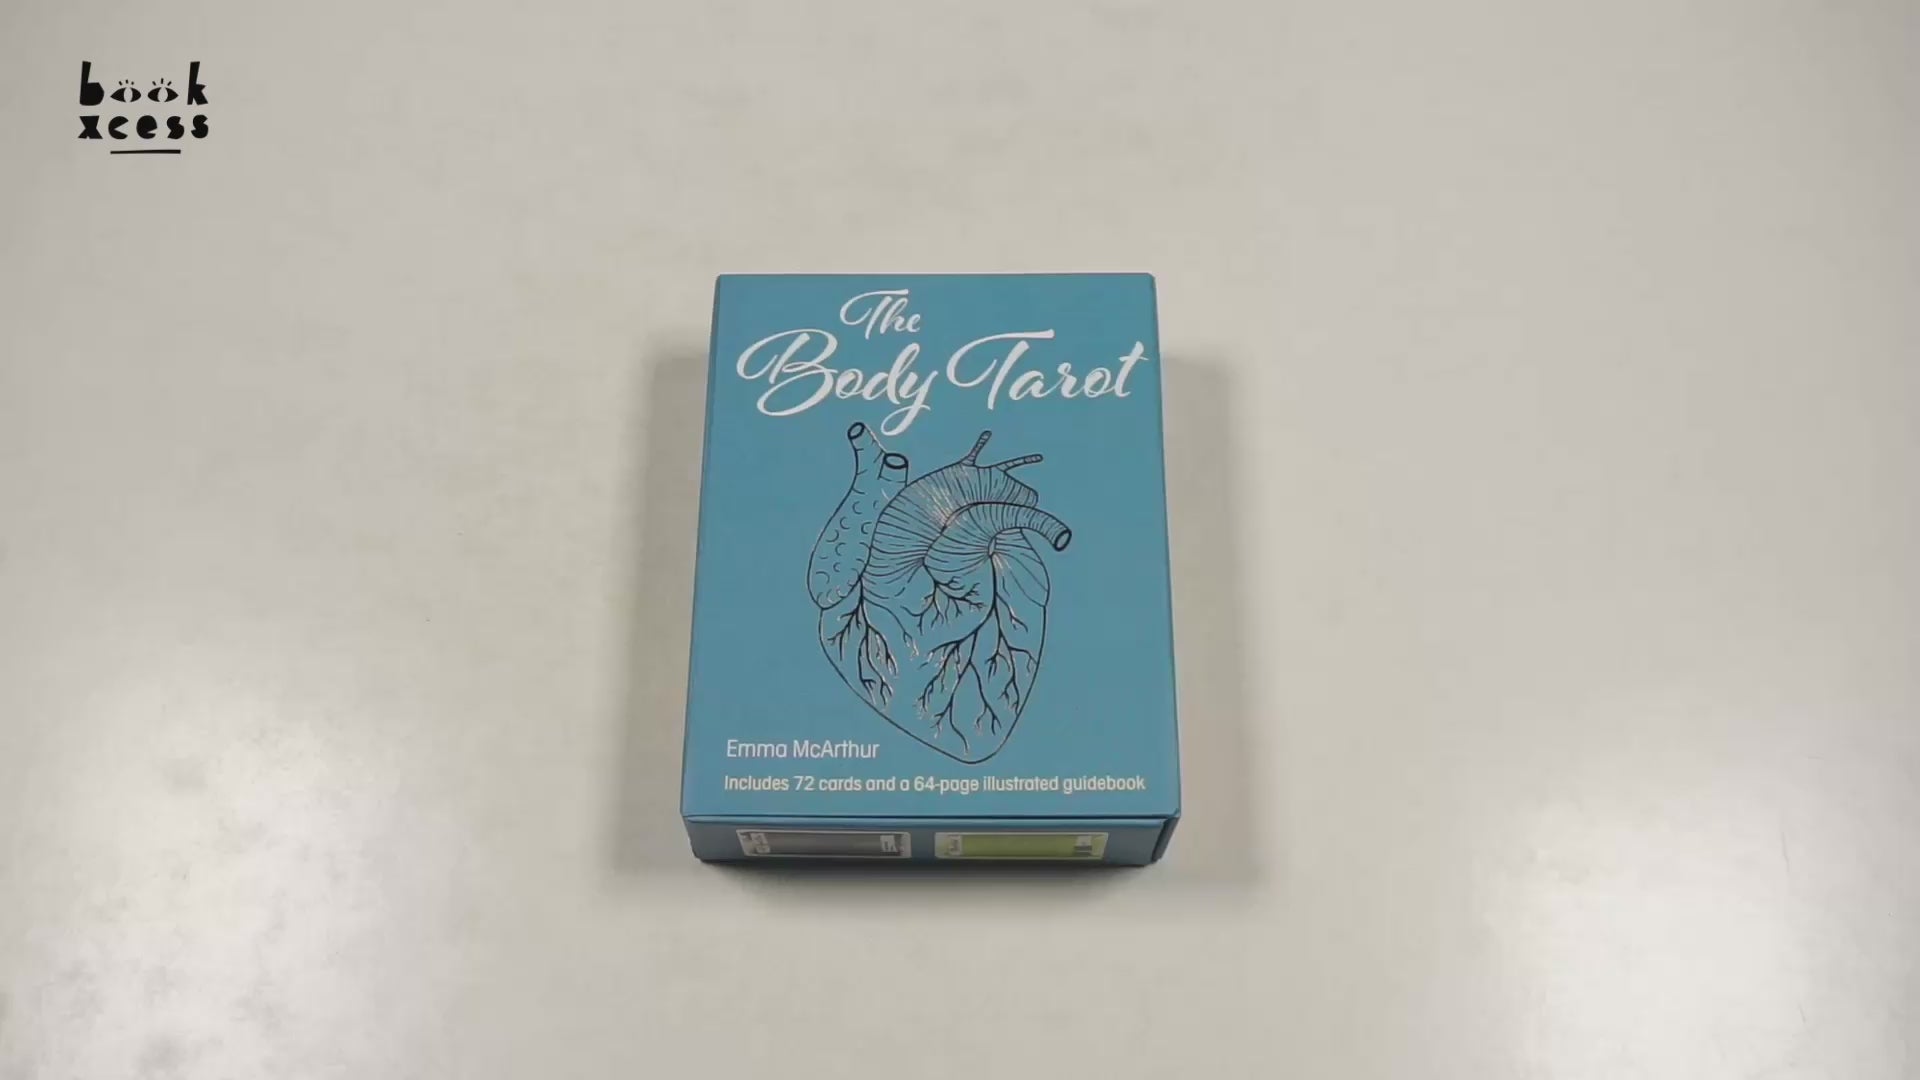 book
xcess
The
Body Tarot
Emma McArthur
Includes 72 cards and a 64-page illustrated guidebook